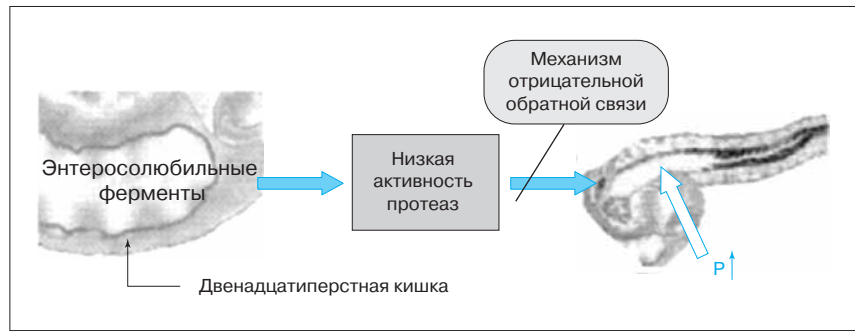 Механизм
отрицательной
обратной связи
Энтеросолюбильные
ферменты
Низкая
активность
протеаз
P↑
Двенадцатиперстная кишка